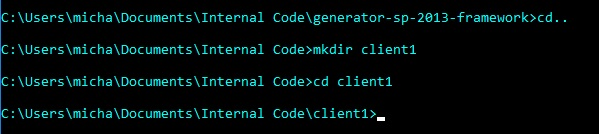 C:\Users\micha\Documents\Internal Code\generator-sp-2013-framework>cd..
C:\Users\micha\Documents\Internal Code>mkdir client1
C:\Users\micha\Documents\Internal Code>cd client1
C:\Users\micha\Documents\Internal Code\client1>